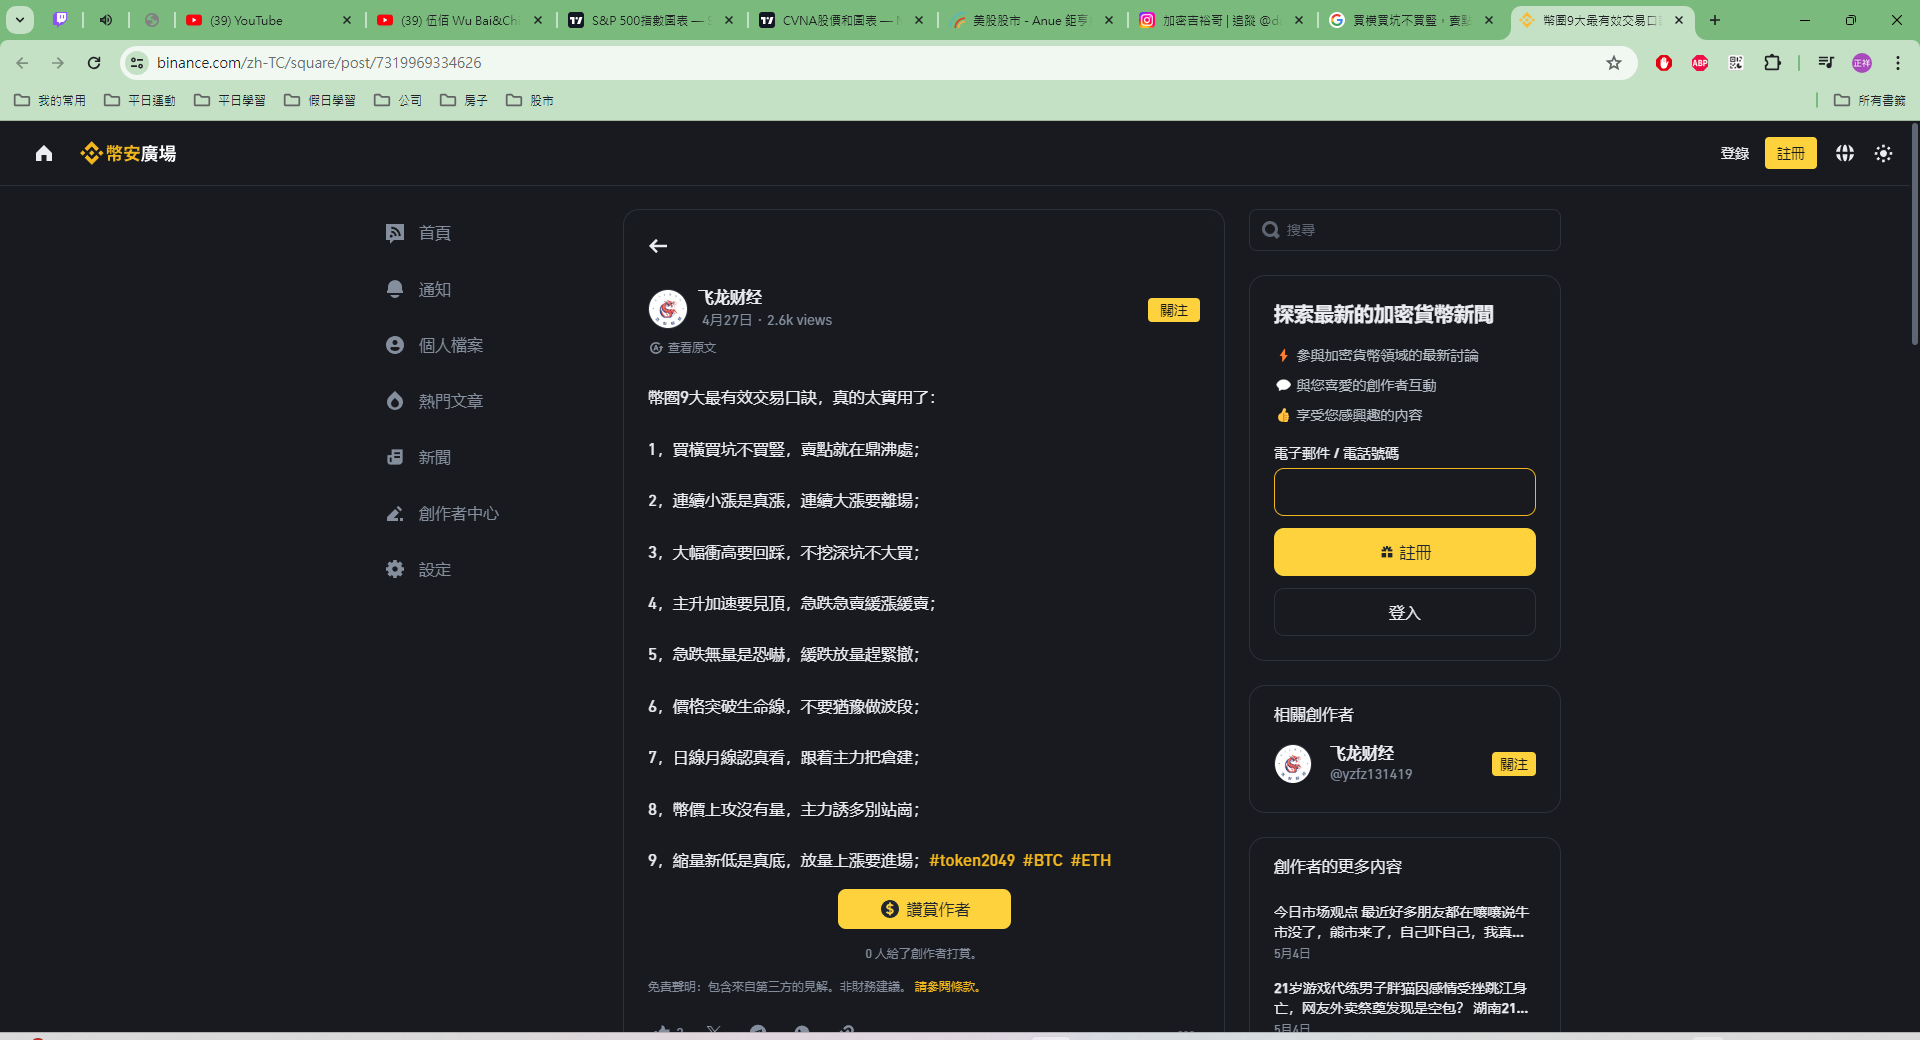 (39) YouTube
(39) 伍佰 Wu Bai&Chi
S&P 500指數圖表 —
CVNA股價和圖表 —
美股股市 - Anue 鉅亨
加密吉裕哥 | 追蹤
買橫買坑不買豎，賣點
幣圈9大最有效交易口
binance.com/zh-TC/square/post/7319969334626
ABP
正祥
我的常用
平日運動
平日學習
假日學習
公司
房子
股市
所有書籤
幣安廣場
登錄
註冊
首頁
通知
個人檔案
熱門文章
新聞
創作者中心
設定
飞龙财经
4月27日 · 2.6k views
關注
查看原文
幣圈9大最有效交易口訣，真的太實用了：
1，買橫買坑不買豎，賣點就在鼎沸處；
2，連續小漲是真漲，連續大漲要離場；
3，大幅衝高要回踩，不挖深坑不大買；
4，主升加速要見頂，急跌急賣緩漲緩賣；
5，急跌無量是恐嚇，緩跌放量趕緊撤；
6，價格突破生命線，不要猶豫做波段；
7，日線月線認真看，跟着主力把倉建；
8，幣價上攻沒有量，主力誘多別站崗；
9，縮量新低是真底，放量上漲要進場；#token2049 #BTC #ETH
讚賞作者
0 人給了創作者打賞。
免責聲明：包含來自第三方的見解。非財務建議。 請參閱條款。
搜尋
探索最新的加密貨幣新聞
參與加密貨幣領域的最新討論
與您喜愛的創作者互動
享受您感興趣的內容
電子郵件 / 電話號碼
註冊
登入
相關創作者
飞龙财经
@yzfz131419
關注
創作者的更多內容
今日市场观点 最近好多朋友都在嚷嚷说牛
市没了，熊市来了，自己吓自己，我真...
5月4日
21岁游戏代练男子胖猫因感情受挫跳江身
亡，网友外卖祭奠发现是空包？ 湖南21...
5月4日